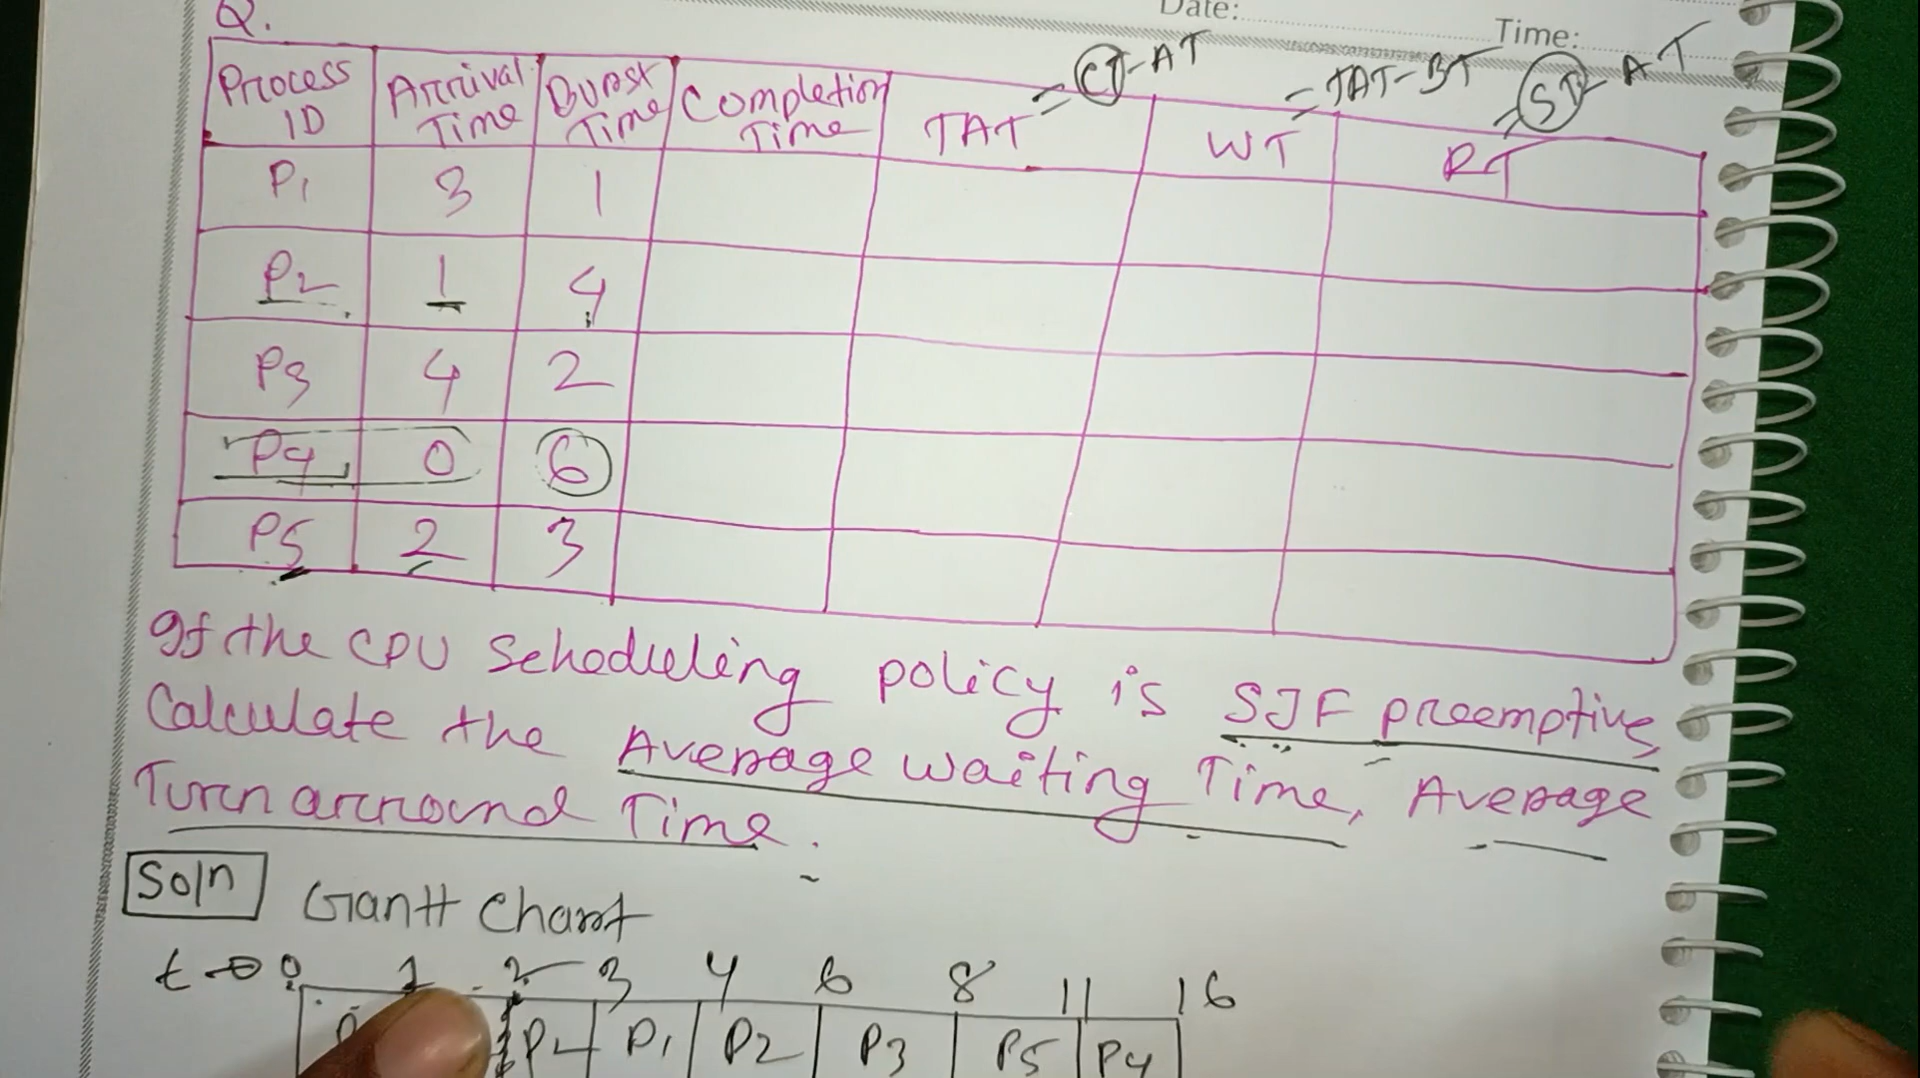 Date:
Time:
Q.
= CT-AT
= TAT-BT
= ST-AT
Process ID Arrival Time Burst Time Completion Time TAT WT RT
P1 3 1
P2 1 4
P3 4 2
P4 0 6
P5 2 3
If the CPU Scheduling policy is SJF preemptive,
Calculate the Average waiting Time, Average
Turn arround Time.
Soln Gantt Chart
t→ 0 1 2 3 4 6 8 11 16
P2 P1 P2 P3 P5 P4